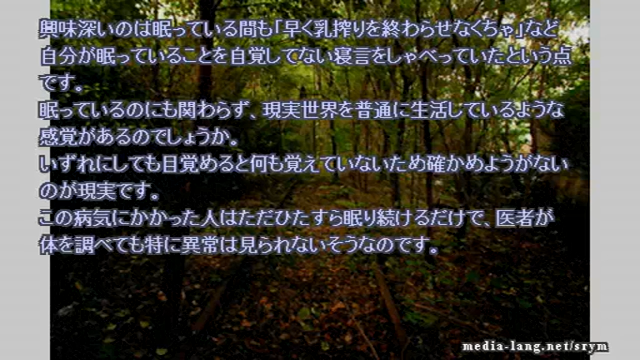 興味深いのは眠っている間も「早く乳搾りを終わらせなくちゃ」など
自分が眠っていることを自覚してない寝言をしゃべっていたという点
です。
眠っているのにも関わらず、現実世界を普通に生活しているような
感覚があるのでしょうか。
いずれにしても目覚めると何も覚えていないため確かめようがない
のが現実です。
この病気にかかった人はただひたすら眠り続けるだけで、医者が
体を調べても特に異常は見られないそうなのです。
media-lang.net/srym